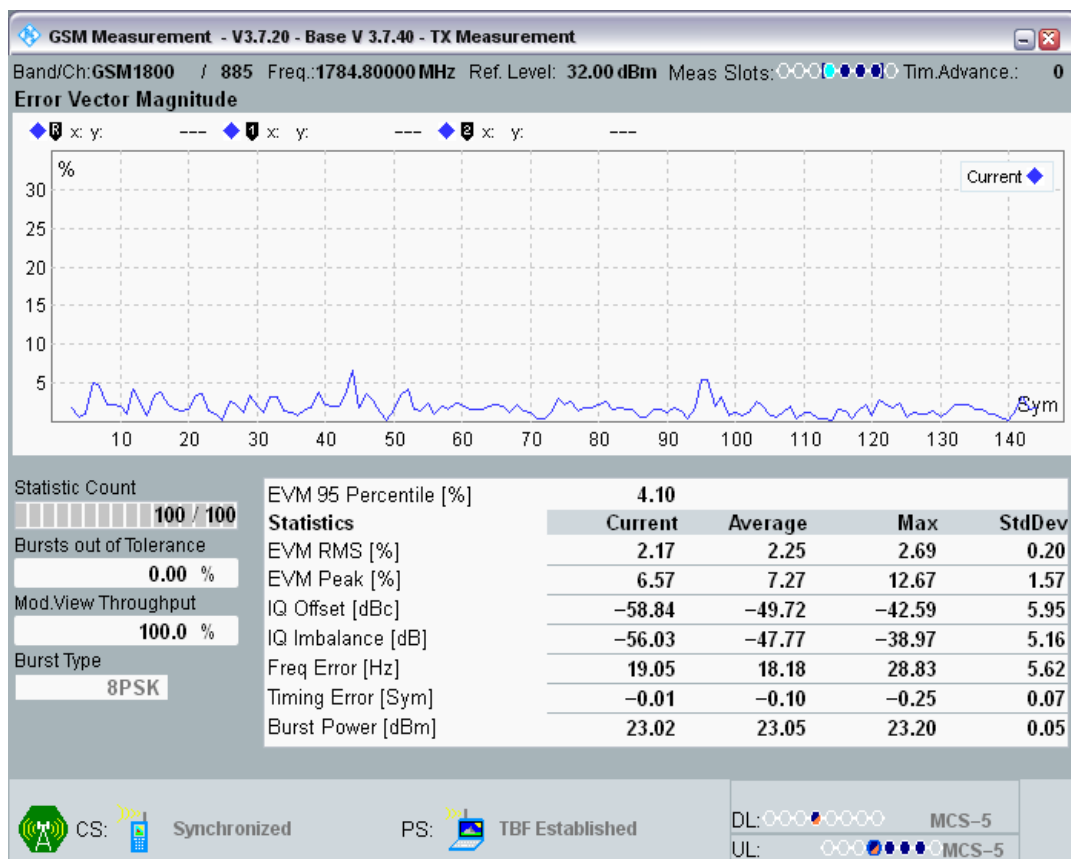 GSM Measurement - V3.7.20 - Base V 3.7.40 - TX Measurement
Band/Ch:GSM1800 / 885 Freq.:1784.80000 MHz Ref. Level: 32.00 dBm Meas Slots: Tim.Advance.: 0
Error Vector Magnitude
R x: y: --- 1 x: y: --- 2 x: y: ---
%
Current
30
25
20
15
10
5
Sym
10 20 30 40 50 60 70 80 90 100 110 120 130 140
Statistic Count
100 / 100
Bursts out of Tolerance
0.00 %
Mod.View Throughput
100.0 %
Burst Type
8PSK
EVM 95 Percentile [%] 4.10
Statistics Current Average Max StdDev
EVM RMS [%] 2.17 2.25 2.69 0.20
EVM Peak [%] 6.57 7.27 12.67 1.57
IQ Offset [dBc] −58.84 −49.72 −42.59 5.95
IQ Imbalance [dB] −56.03 −47.77 −38.97 5.16
Freq Error [Hz] 19.05 18.18 28.83 5.62
Timing Error [Sym] −0.01 −0.10 −0.25 0.07
Burst Power [dBm] 23.02 23.05 23.20 0.05
CS: Synchronized PS: TBF Established
DL: MCS−5
UL: MCS−5